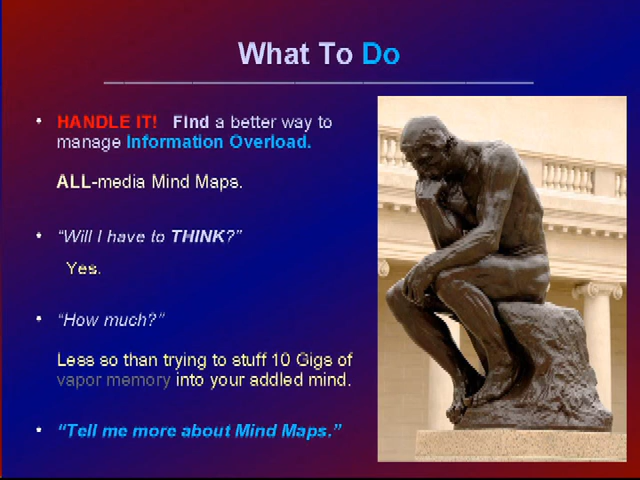 What To Do
HANDLE IT! Find a better way to
manage Information Overload.
ALL-media Mind Maps.
“Will I have to THINK?”
Yes.
“How much?”
Less so than trying to stuff 10 Gigs of
vapor memory into your addled mind.
“Tell me more about Mind Maps.”